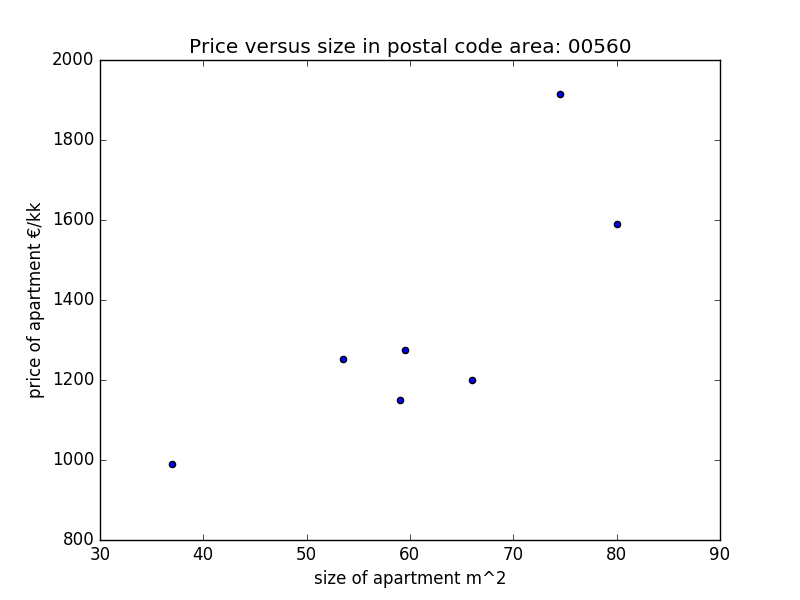 Price versus size in postal code area: 00560
2000
1800
1600
1400
1200
1000
800
price of apartment €/kk
30 40 50 60 70 80 90
size of apartment m^2